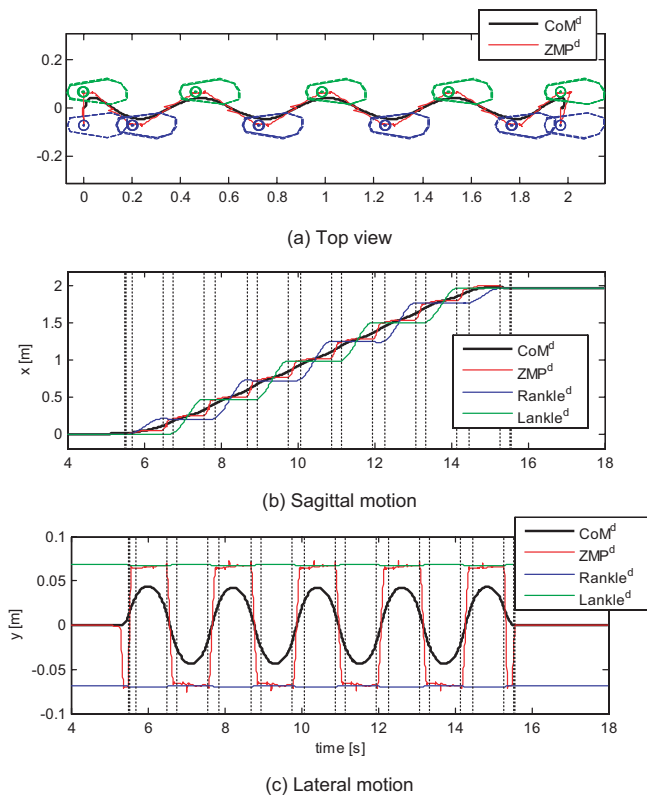 CoM^d
ZMP^d
0.2
0
-0.2
0 0.2 0.4 0.6 0.8 1 1.2 1.4 1.6 1.8 2
(a) Top view
2
1.5
1
0.5
0
x [m]
CoM^d
ZMP^d
Rankle^d
Lankle^d
4 6 8 10 12 14 16 18
(b) Sagittal motion
0.1
0.05
0
-0.05
-0.1
y [m]
CoM^d
ZMP^d
Rankle^d
Lankle^d
4 6 8 10 12 14 16 18
time [s]
(c) Lateral motion